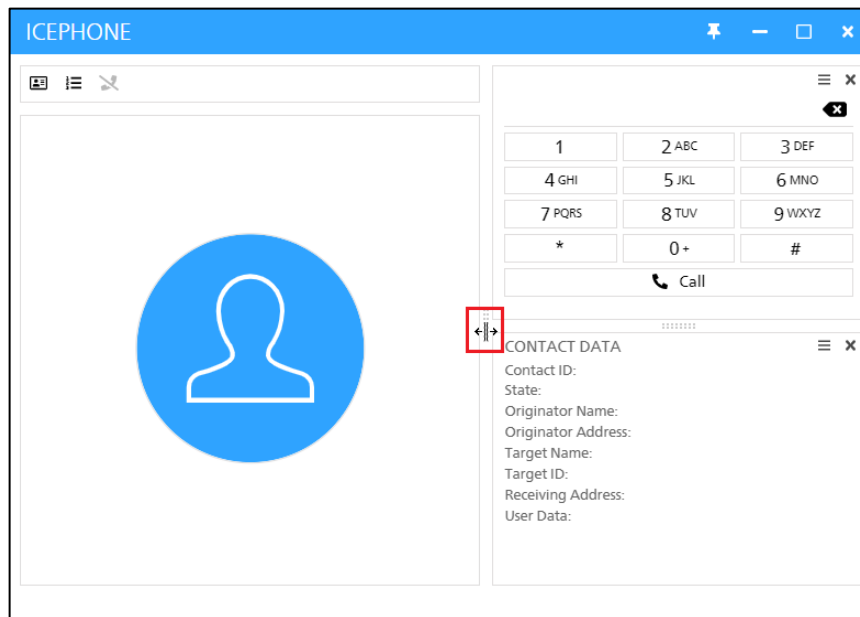 ICEPHONE
1 2 ABC 3 DEF
4 GHI 5 JKL 6 MNO
7 PQRS 8 TUV 9 WXYZ
* 0 + #
Call
CONTACT DATA
Contact ID:
State:
Originator Name:
Originator Address:
Target Name:
Target ID:
Receiving Address:
User Data: